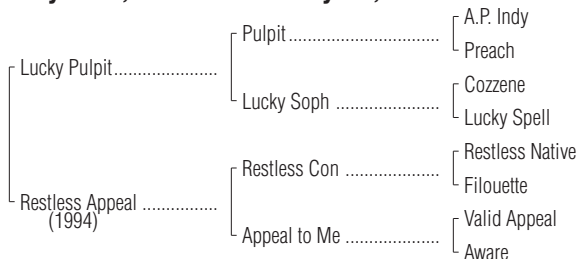 A.P. Indy
Pulpit
Preach
Lucky Pulpit
Cozzene
Lucky Soph
Lucky Spell
Restless Native
Restless Con
Filouette
Restless Appeal
(1994)
Valid Appeal
Appeal to Me
Aware